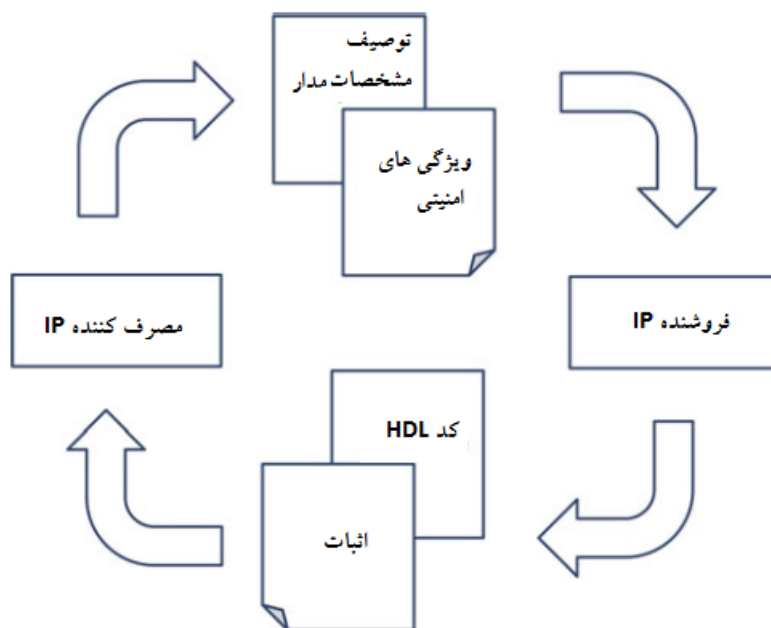 توصیف
مشخصات مدار
ویژگی های
امنیتی
فروشنده IP
مصرف کننده IP
کد HDL
اثبات